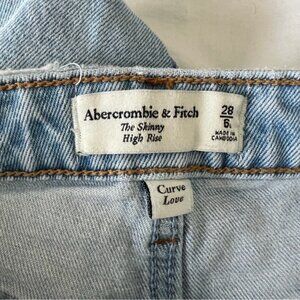 Abercrombie & Fitch
The Skinny
High Rise
28
6
MADE IN
CAMBODIA
Curve
Love